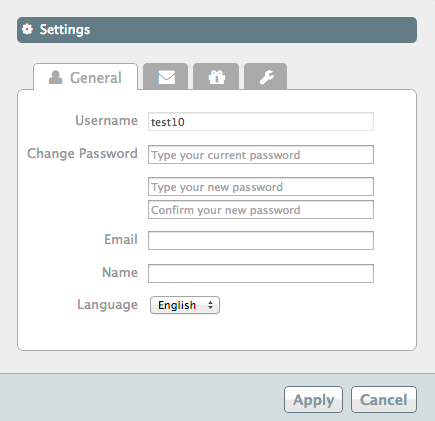 Settings
General
Username test10
Change Password Type your current password
Type your new password
Confirm your new password
Email
Name
Language English
Apply Cancel